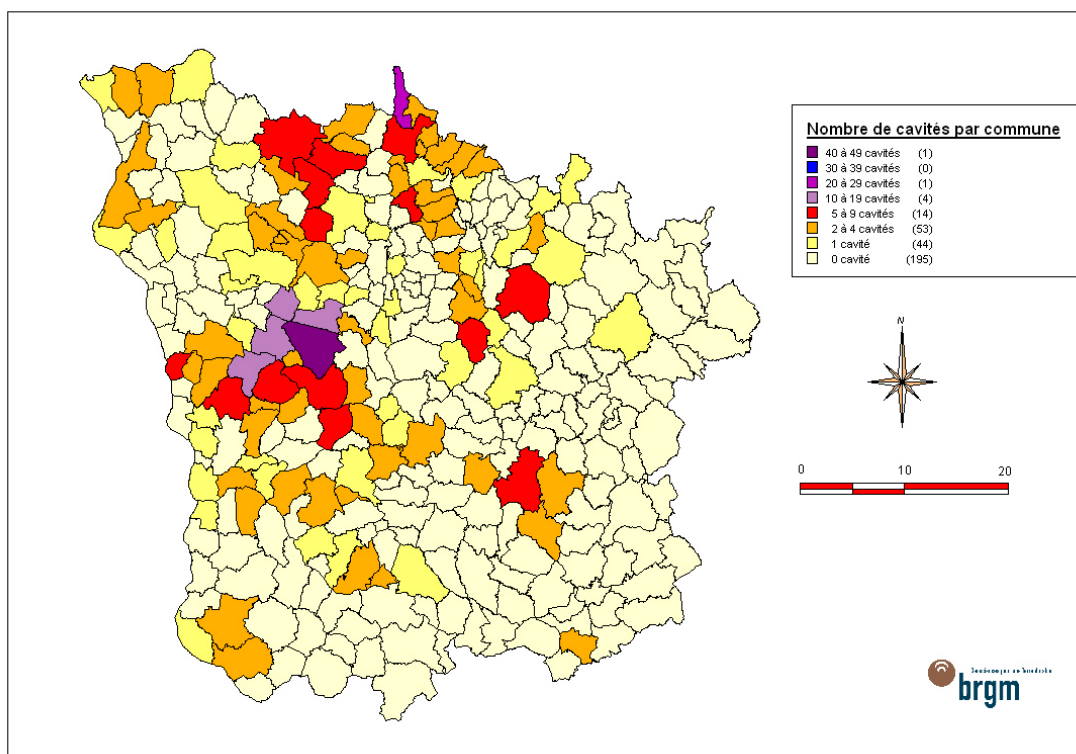 Nombre de cavités par commune
40 à 49 cavités (1)
30 à 39 cavités (0)
20 à 29 cavités (1)
10 à 19 cavités (4)
5 à 9 cavités (14)
2 à 4 cavités (53)
1 cavité (44)
0 cavité (195)
N
0 10 20
brgm